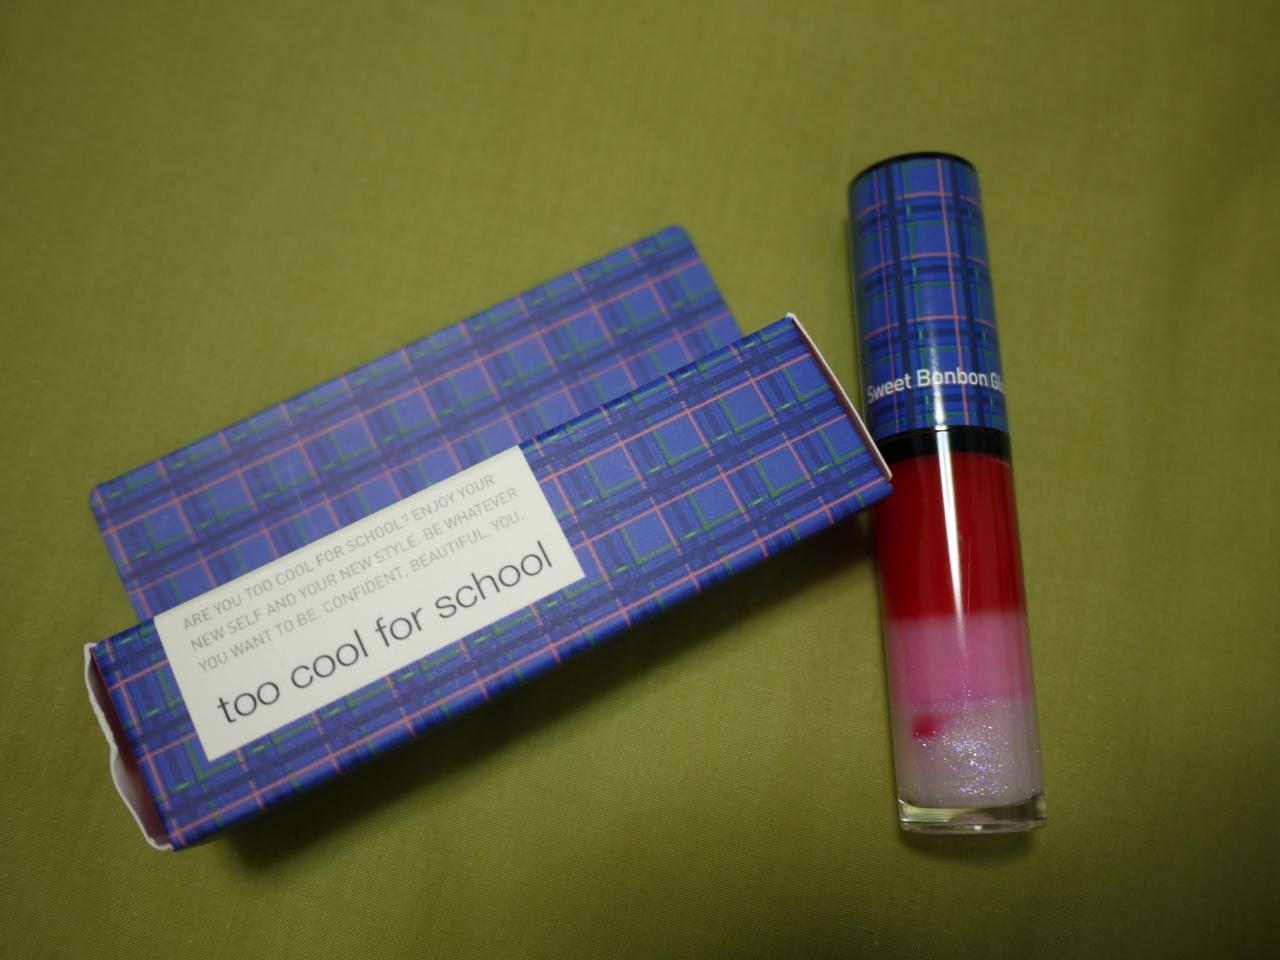 ARE YOU TOO COOL FOR SCHOOL? ENJOY YOUR
NEW SELF AND YOUR NEW STYLE. BE WHATEVER
YOU WANT TO BE. CONFIDENT, BEAUTIFUL, YOU.
too cool for school
Sweet Bonbon